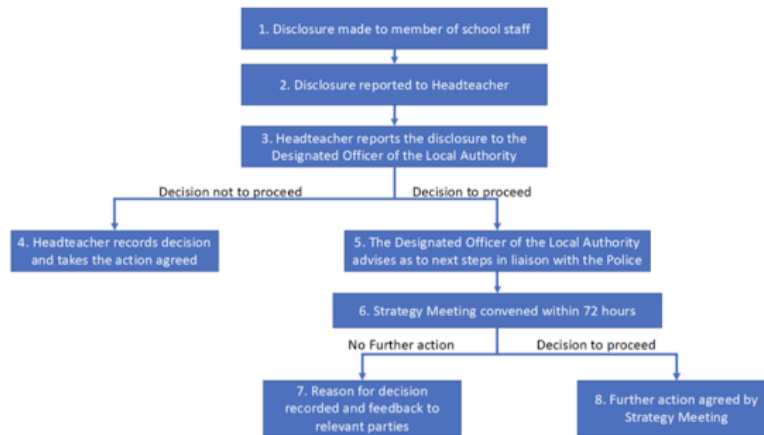 1. Disclosure made to member of school staff
2. Disclosure reported to Headteacher
3. Headteacher reports the disclosure to the
Designated Officer of the Local Authority
Decision not to proceed
Decision to proceed
4. Headteacher records decision
and takes the action agreed
5. The Designated Officer of the Local Authority
advises as to next steps in liaison with the Police
6. Strategy Meeting convened within 72 hours
No Further action
Decision to proceed
7. Reason for decision
recorded and feedback to
relevant parties
8. Further action agreed by
Strategy Meeting